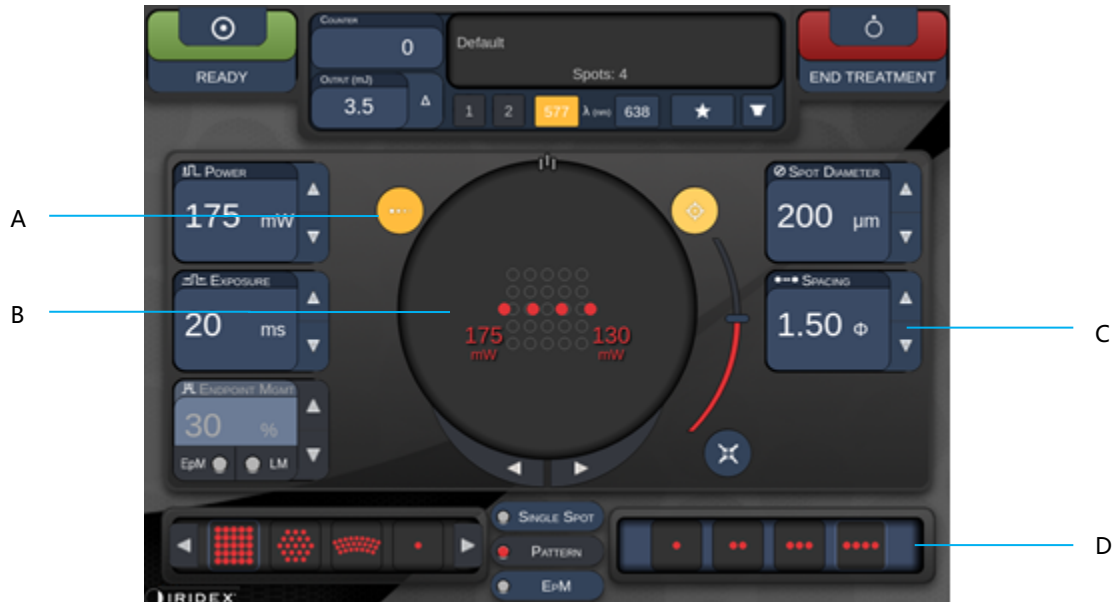 COUNTER
0
OUTPUT (mJ)
3.5
Δ
Default
Spots: 4
1 2 577 λ (nm) 638
READY
END TREATMENT
POWER
175 mW
EXPOSURE
20 ms
ENDPOINT MGMT
30 %
EpM LM
175
mW
130
mW
SPOT DIAMETER
200 µm
SPACING
1.50 Φ
SINGLE SPOT
PATTERN
EPM
IRIDEX
A
B
C
D